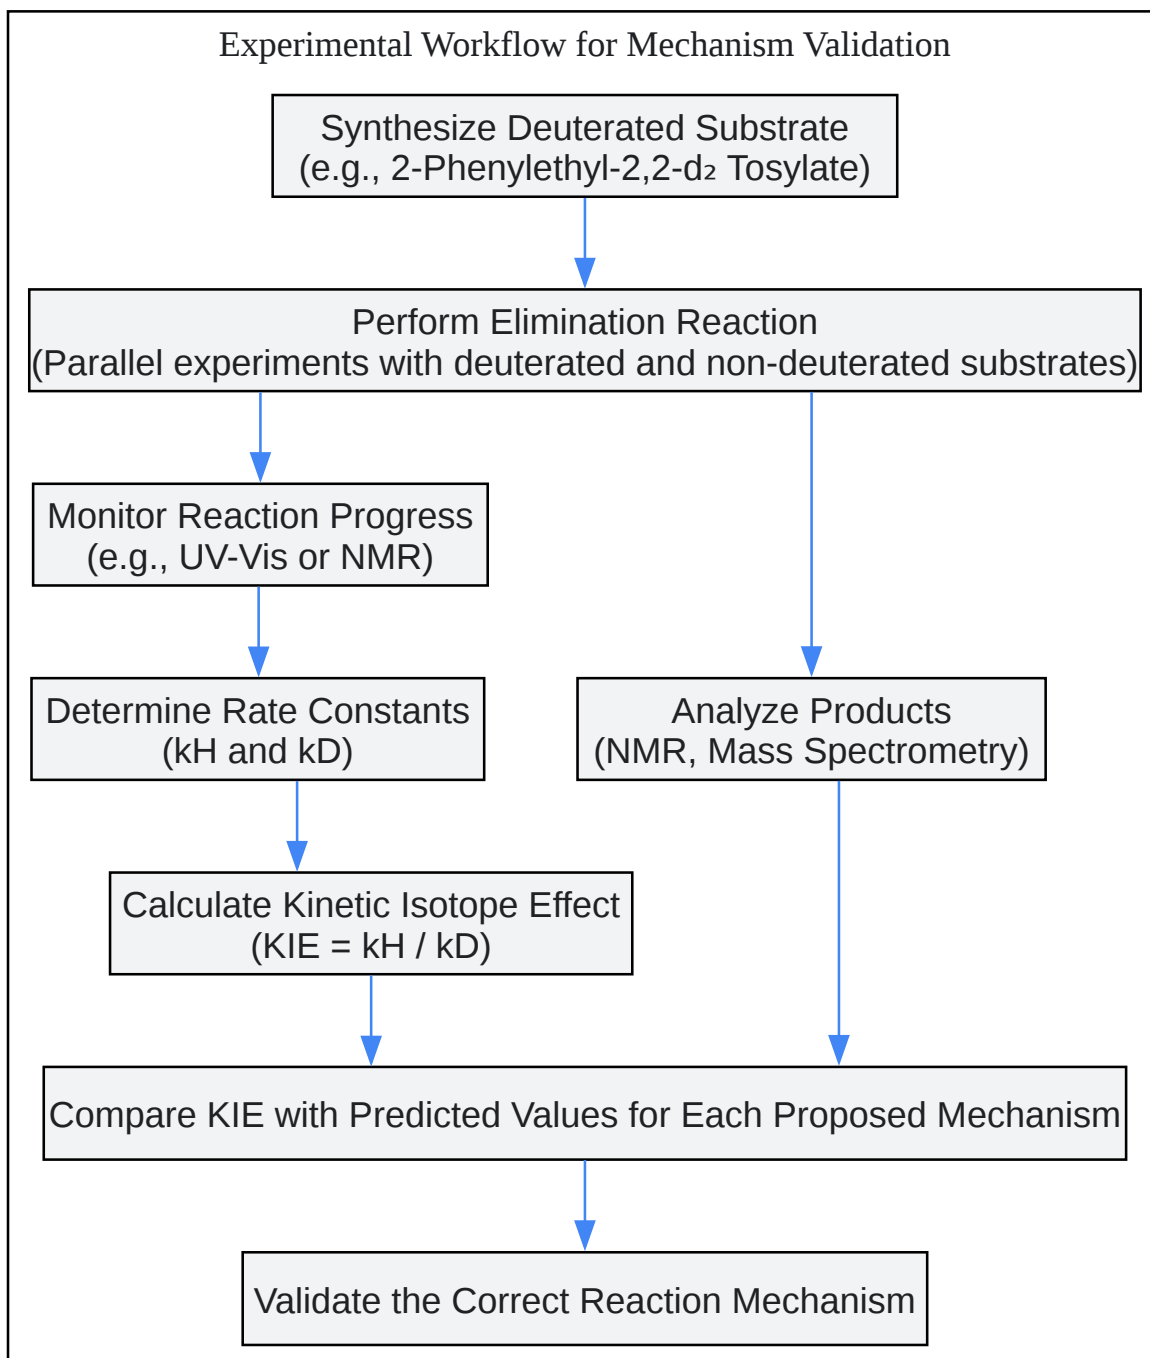 Experimental Workflow for Mechanism Validation
Synthesize Deuterated Substrate
(e.g., 2-Phenylethyl-2,2-d₂ Tosylate)
Perform Elimination Reaction
(Parallel experiments with deuterated and non-deuterated substrates)
Monitor Reaction Progress
(e.g., UV-Vis or NMR)
Determine Rate Constants
(kH and kD)
Analyze Products
(NMR, Mass Spectrometry)
Calculate Kinetic Isotope Effect
(KIE = kH / kD)
Compare KIE with Predicted Values for Each Proposed Mechanism
Validate the Correct Reaction Mechanism